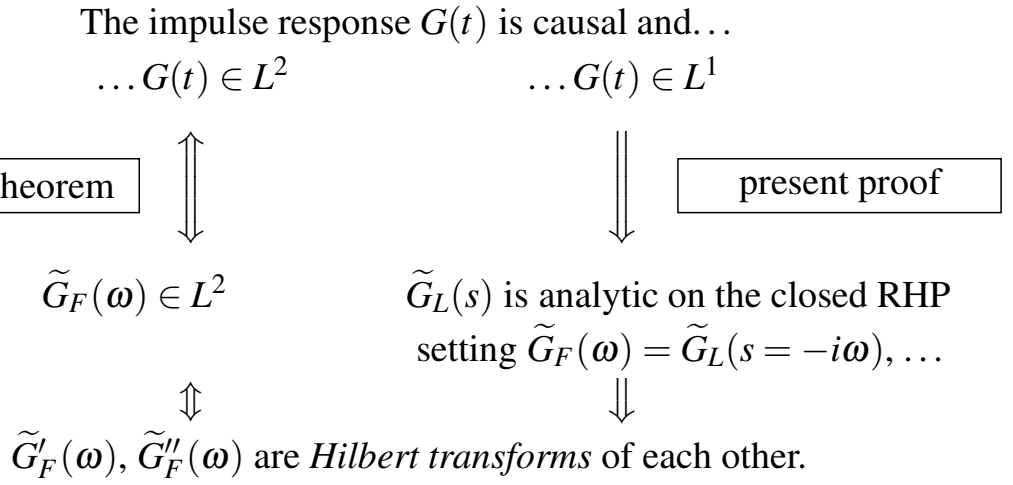 The impulse response G(t) is causal and…
…G(t) ∈ L²
…G(t) ∈ L¹
heorem
present proof
G̃_F(ω) ∈ L²
G̃_L(s) is analytic on the closed RHP
setting G̃_F(ω) = G̃_L(s = −iω), …
G̃′_F(ω), G̃″_F(ω) are Hilbert transforms of each other.